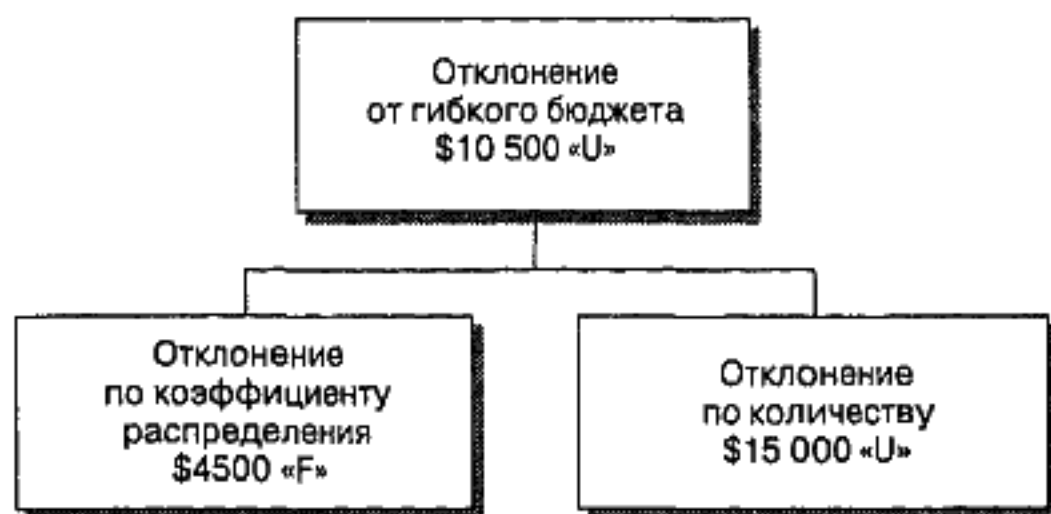 Отклонение
от гибкого бюджета
$10 500 «U»
Отклонение
по коэффициенту
распределения
$4500 «F»
Отклонение
по количеству
$15 000 «U»